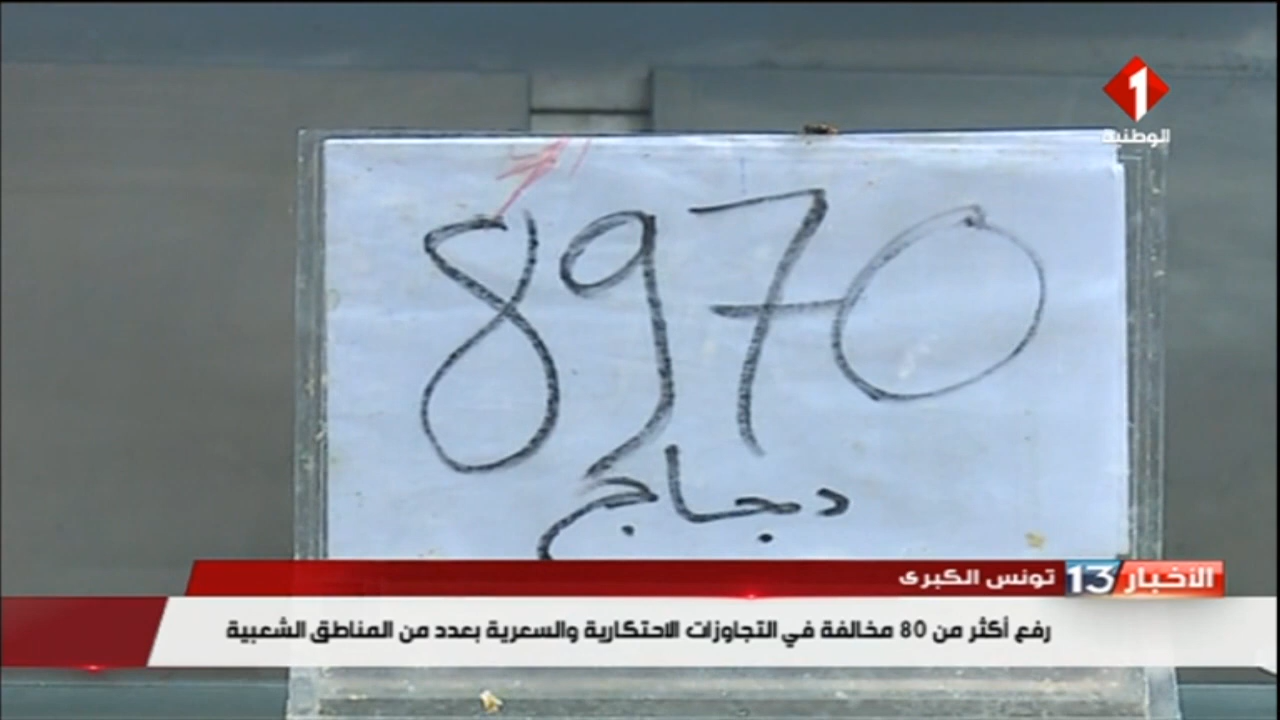 1
الوطنية
8970
دجاج
الأخبار 13 تونس الكبرى
رفع أكثر من 80 مخالفة في التجاوزات الاحتكارية والسعرية بعدد من المناطق الشعبية